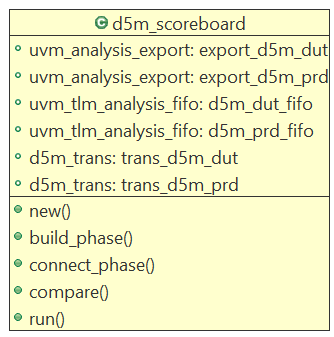 C d5m_scoreboard
uvm_analysis_export: export_d5m_dut
uvm_analysis_export: export_d5m_prd
uvm_tlm_analysis_fifo: d5m_dut_fifo
uvm_tlm_analysis_fifo: d5m_prd_fifo
d5m_trans: trans_d5m_dut
d5m_trans: trans_d5m_prd
new()
build_phase()
connect_phase()
compare()
run()